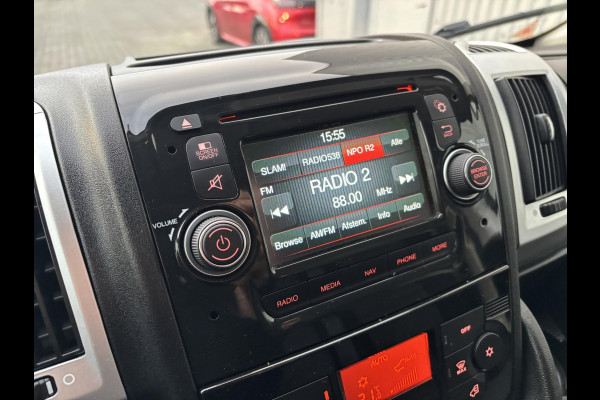 15:55
SLAM! RADIO538 NPO R2 Alle
FM
RADIO 2
88.00 MHz
Browse AM/FM Afstem. Info Audio
SCREEN ON/OFF
VOLUME
BROWSE ENTER
RADIO MEDIA NAV PHONE MORE
OFF
MAX
AUTO